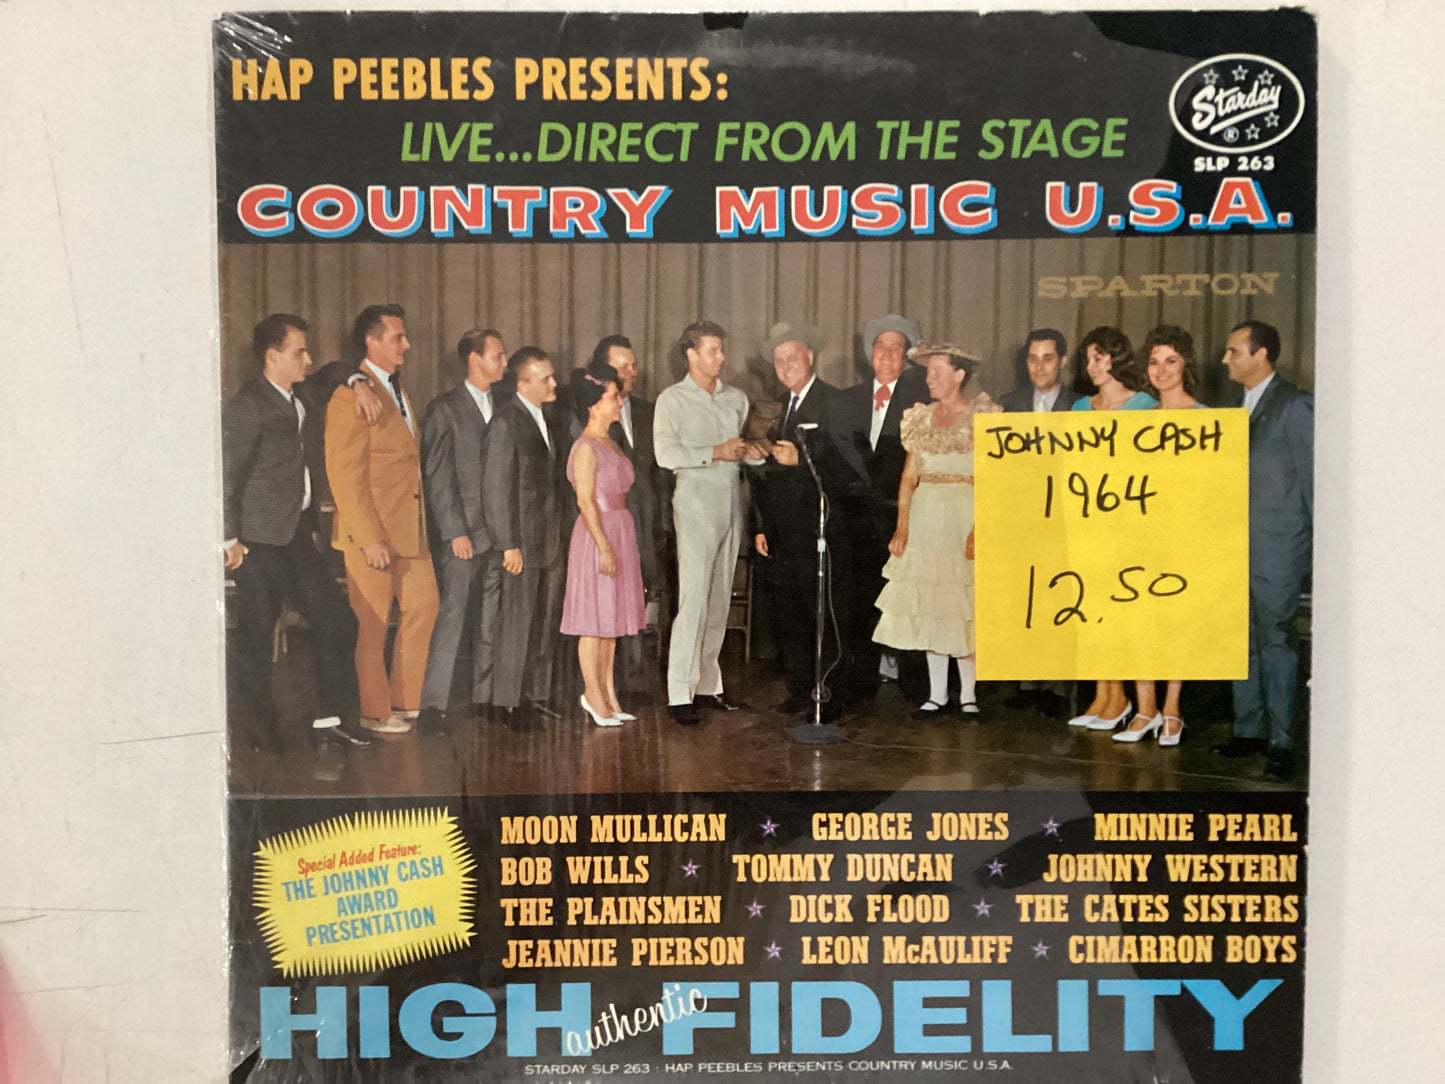 HAP PEEBLES PRESENTS:
LIVE...DIRECT FROM THE STAGE
Starday
®
SLP 263
COUNTRY MUSIC U.S.A.
SPARTON
JOHNNY CASH
1964
12.50
Special Added Feature:
THE JOHNNY CASH
AWARD
PRESENTATION
MOON MULLICAN ★ GEORGE JONES ★ MINNIE PEARL
BOB WILLS ★ TOMMY DUNCAN ★ JOHNNY WESTERN
THE PLAINSMEN ★ DICK FLOOD ★ THE CATES SISTERS
JEANNIE PIERSON ★ LEON McAULIFF ★ CIMARRON BOYS
HIGH authentic FIDELITY
STARDAY SLP 263 : HAP PEEBLES PRESENTS COUNTRY MUSIC U.S.A.